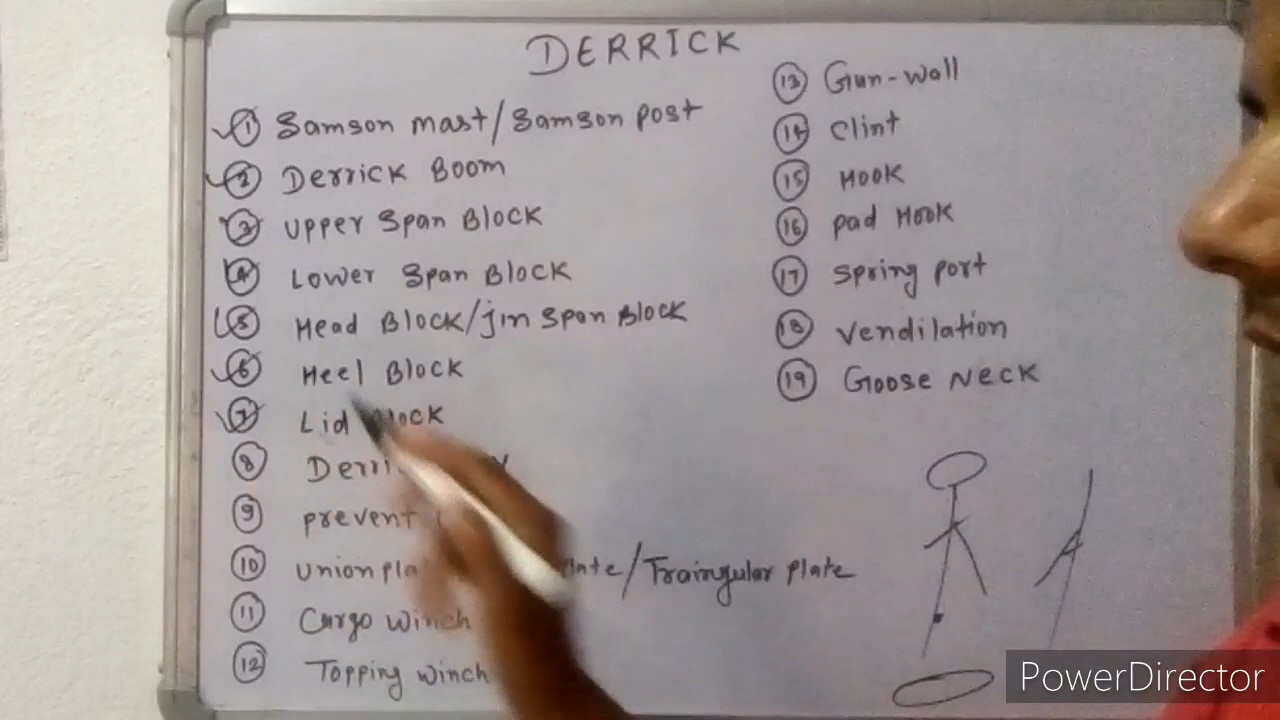 DERRICK
1 Samson mast/Samson post
2 Derrick Boom
3 upper span Block
4 Lower span Block
5 Head Block/jin span Block
6 Heel Block
7 Lid Block
8
9 prevent
10
11 Cargo winch
12 Topping winch
/Traingular plate
13 Gun-wall
14 Clint
15 Hook
16 pad Hook
17 spring port
18 vendilation
19 Goose Neck
PowerDirector